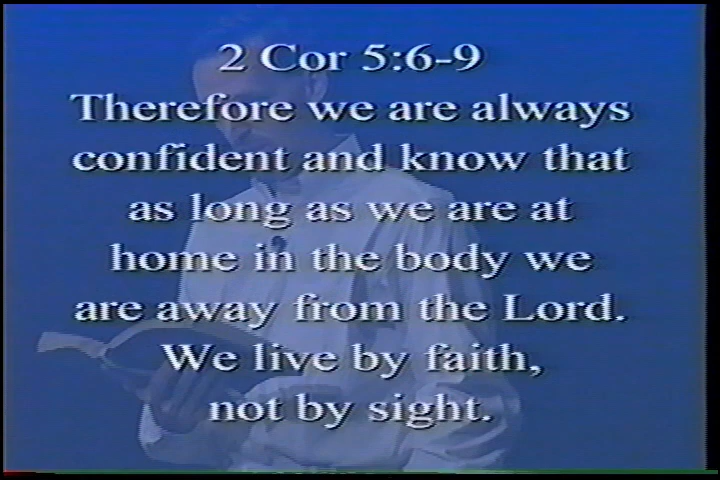 2 Cor 5:6-9
Therefore we are always
confident and know that
as long as we are at
home in the body we
are away from the Lord.
We live by faith,
not by sight.